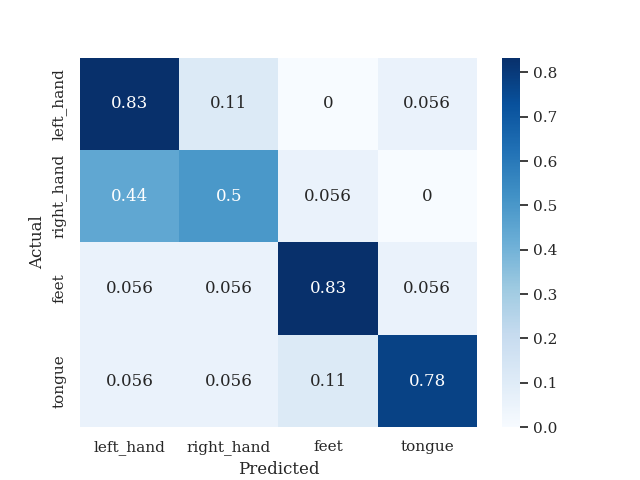 Actual
left_hand 0.83 0.11 0 0.056
right_hand 0.44 0.5 0.056 0
feet 0.056 0.056 0.83 0.056
tongue 0.056 0.056 0.11 0.78
left_hand right_hand feet tongue
Predicted
0.8
0.7
0.6
0.5
0.4
0.3
0.2
0.1
0.0